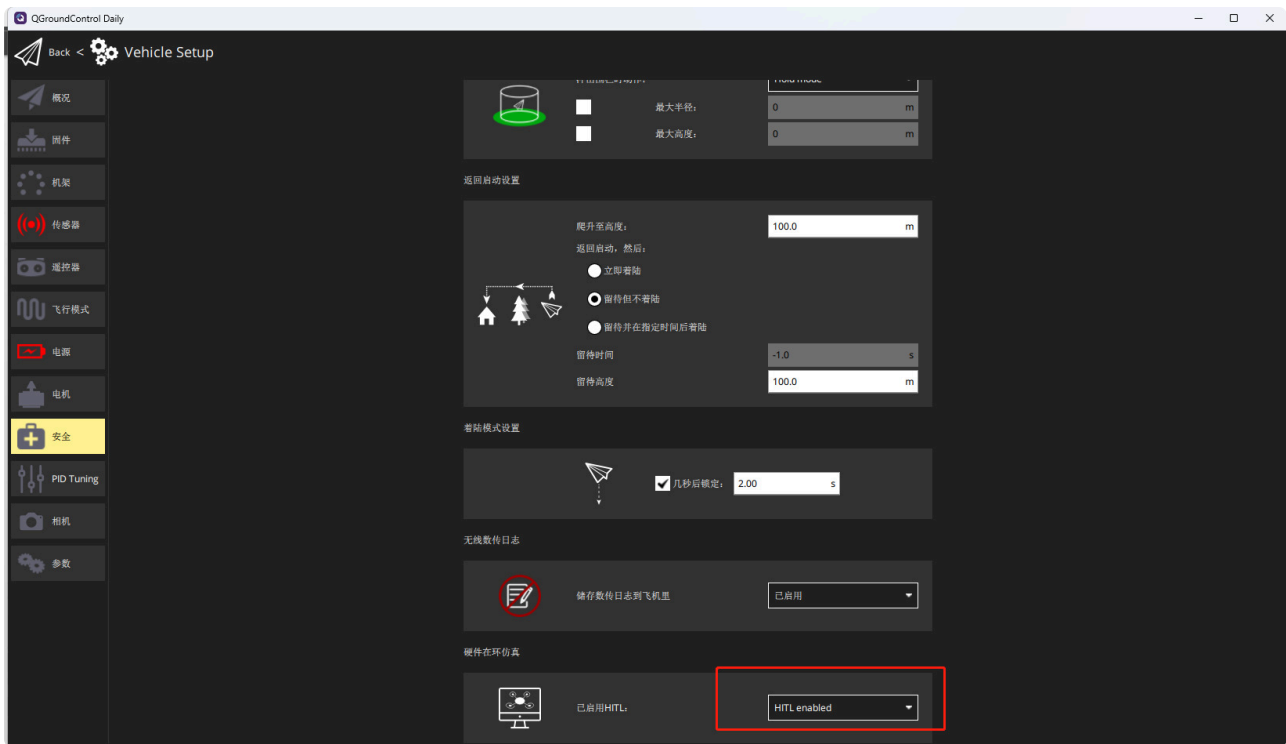 QGroundControl Daily
Back < Vehicle Setup
概况
固件
机架
传感器
遥控器
飞行模式
电源
电机
安全
PID Tuning
相机
参数
Hold mode
最大半径: 0 m
最大高度: 0 m
返回启动设置
爬升至高度: 100.0 m
返回启动, 然后:
立即着陆
留待但不着陆
留待并在指定时间后着陆
留待时间 -1.0 s
留待高度 100.0 m
着陆模式设置
几秒后锁定: 2.00 s
无线数传日志
储存数传日志到飞机里 已启用
硬件在环仿真
已启用HITL: HITL enabled